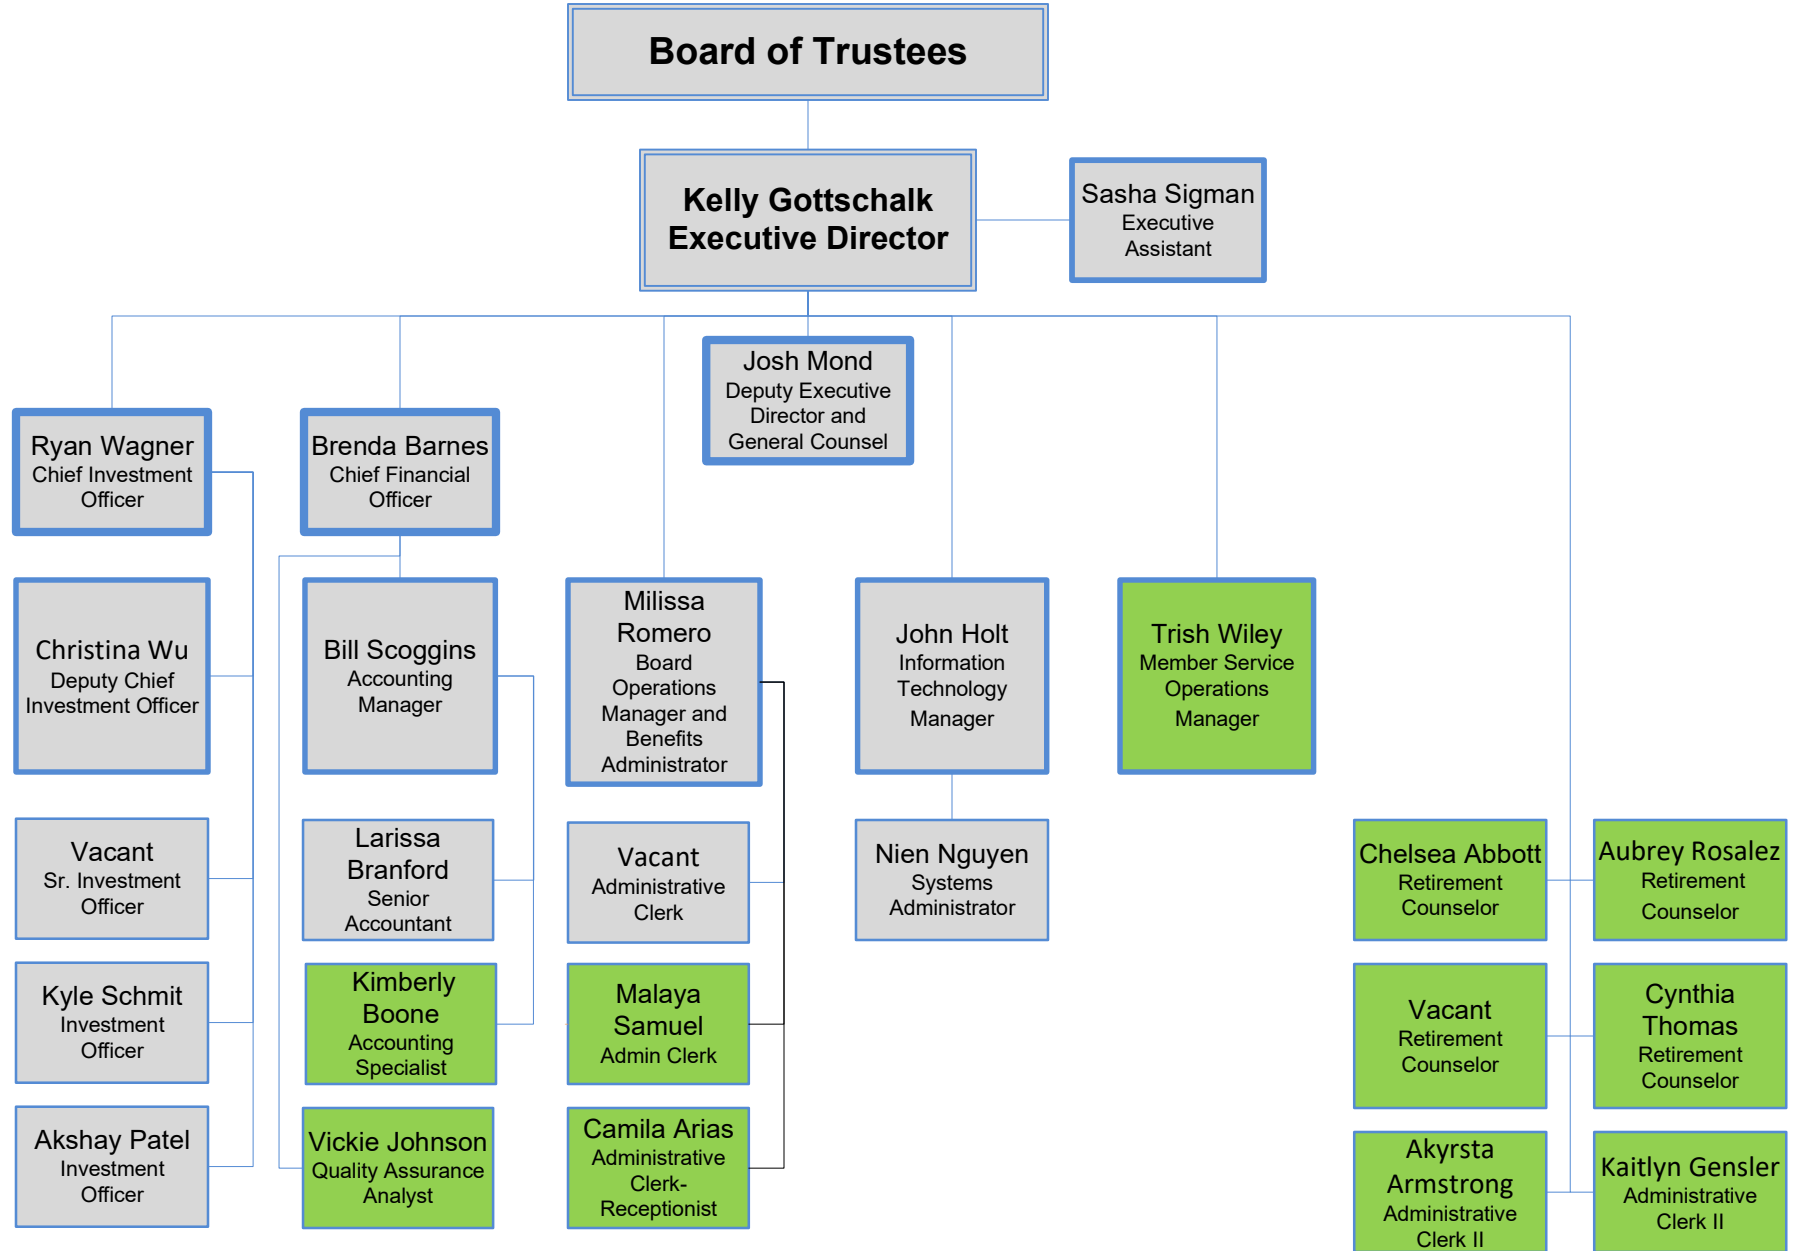 Board of Trustees
Kelly Gottschalk
Executive Director
Sasha Sigman
Executive
Assistant
Josh Mond
Deputy Executive
Director and
General Counsel
Ryan Wagner
Chief Investment
Officer
Brenda Barnes
Chief Financial
Officer
Christina Wu
Deputy Chief
Investment Officer
Bill Scoggins
Accounting
Manager
Milissa
Romero
Board
Operations
Manager and
Benefits
Administrator
John Holt
Information
Technology
Manager
Trish Wiley
Member Service
Operations
Manager
Vacant
Sr. Investment
Officer
Larissa
Branford
Senior
Accountant
Vacant
Administrative
Clerk
Nien Nguyen
Systems
Administrator
Chelsea Abbott
Retirement
Counselor
Aubrey Rosalez
Retirement
Counselor
Kyle Schmit
Investment
Officer
Kimberly
Boone
Accounting
Specialist
Malaya
Samuel
Admin Clerk
Vacant
Retirement
Counselor
Cynthia
Thomas
Retirement
Counselor
Akshay Patel
Investment
Officer
Vickie Johnson
Quality Assurance
Analyst
Camila Arias
Administrative
Clerk-
Receptionist
Akyrsta
Armstrong
Administrative
Clerk II
Kaitlyn Gensler
Administrative
Clerk II